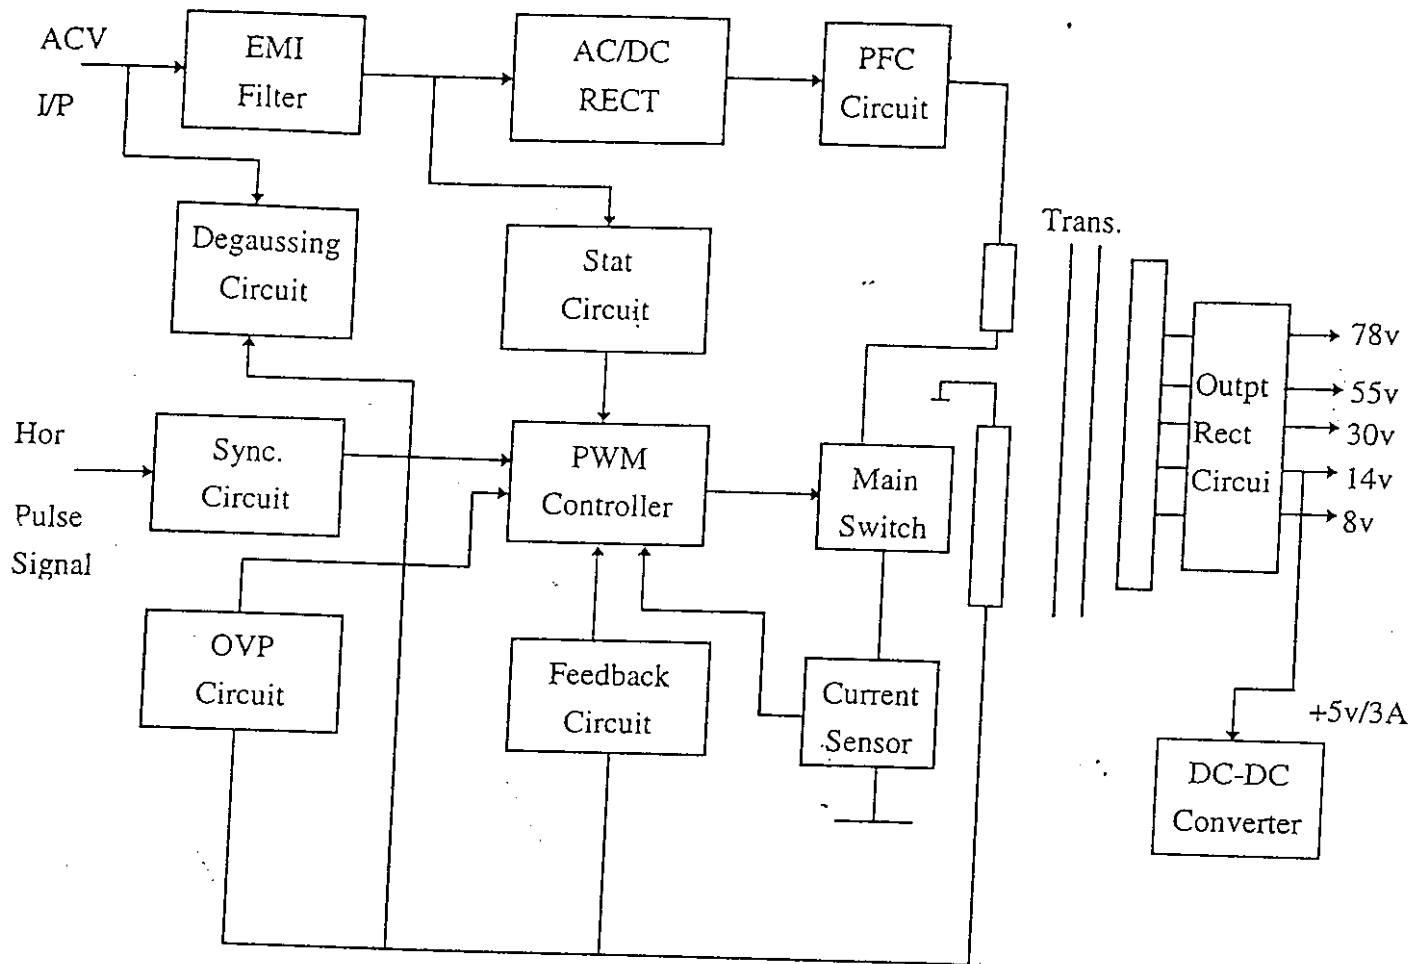 ACV
I/P
EMI
Filter
AC/DC
RECT
PFC
Circuit
Degaussing
Circuit
Stat
Circuit
Trans.
Hor
Pulse
Signal
Sync.
Circuit
PWM
Controller
Main
Switch
Outpt
Rect
Circui
78v
55v
30v
14v
8v
OVP
Circuit
Feedback
Circuit
Current
Sensor
+5v/3A
DC-DC
Converter